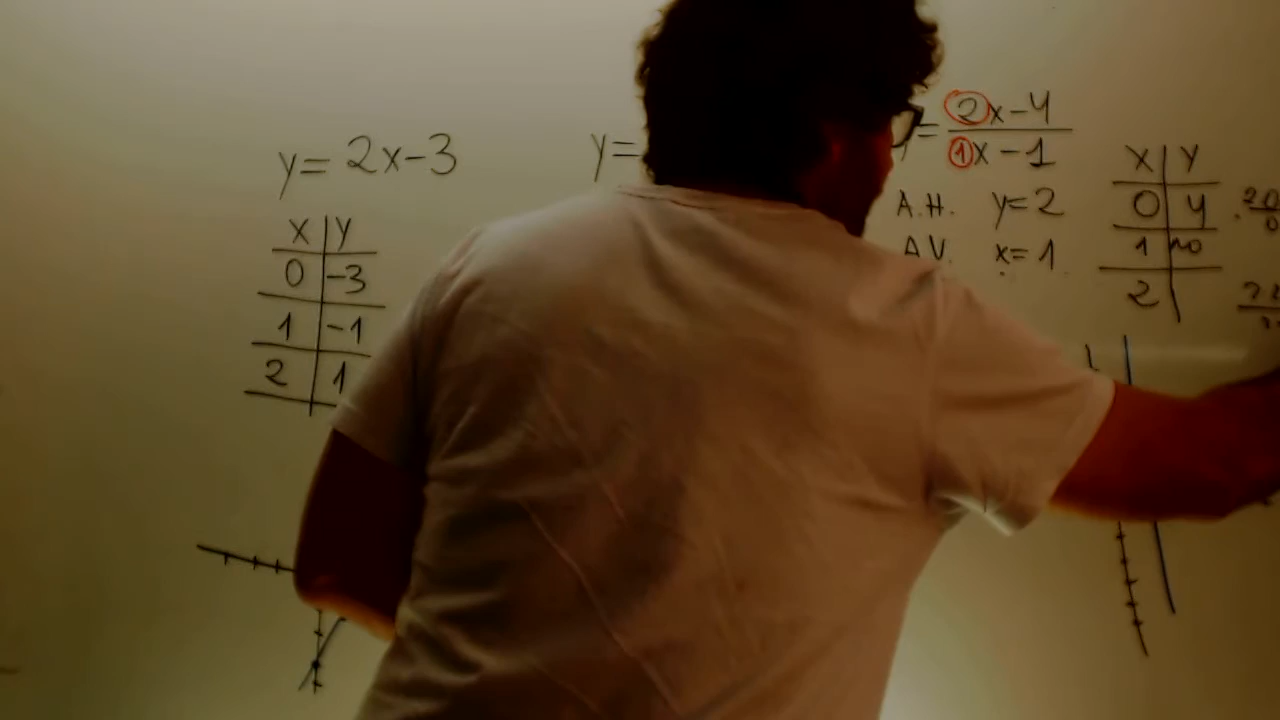 y= 2x-3
X | Y
0 | -3
1 | -1
2 | 1
y=
= 2x-4
1x-1
A.H. y=2
A.V. x=1
X | Y
0 | 4
1 | no
2 |